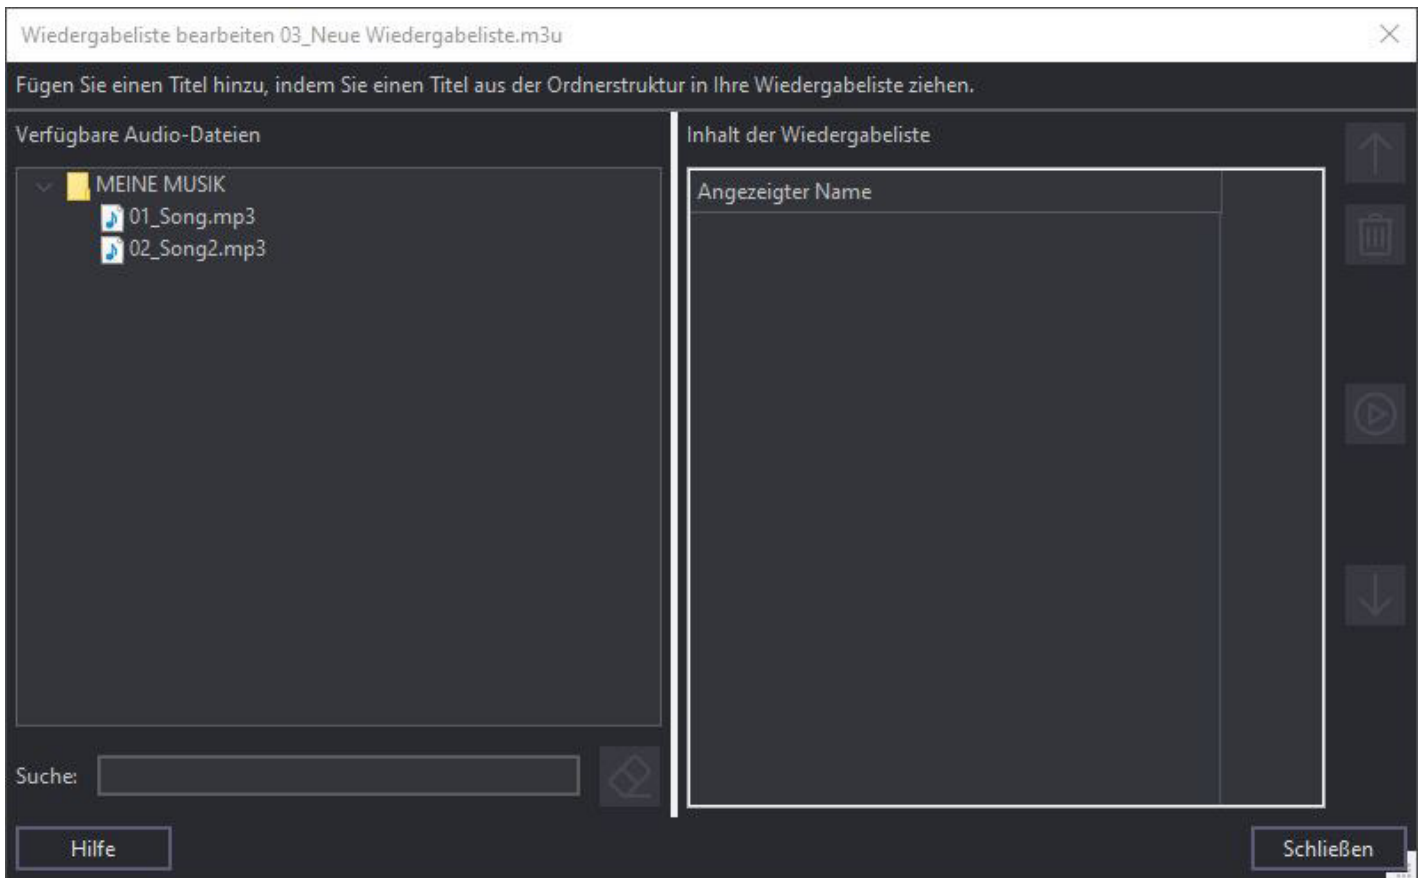 Wiedergabeliste bearbeiten 03_Neue Wiedergabeliste.m3u
Fügen Sie einen Titel hinzu, indem Sie einen Titel aus der Ordnerstruktur in Ihre Wiedergabeliste ziehen.
Verfügbare Audio-Dateien
MEINE MUSIK
01_Song.mp3
02_Song2.mp3
Suche:
Hilfe
Inhalt der Wiedergabeliste
Angezeigter Name
Schließen